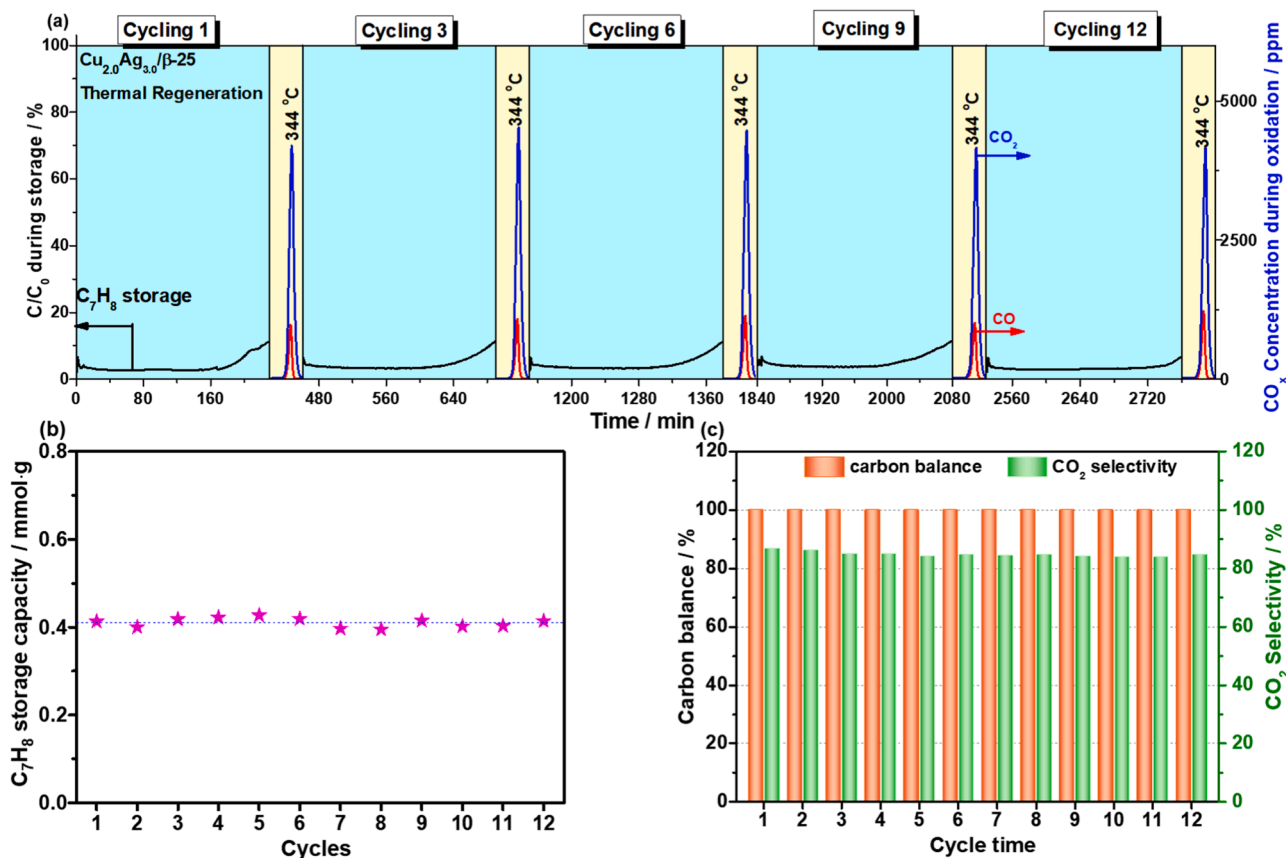 (a)
Cycling 1 Cycling 3 Cycling 6 Cycling 9 Cycling 12
Cu2.0Ag3.0/β-25
Thermal Regeneration
344 °C 344 °C 344 °C 344 °C 344 °C
CO2
CO
C7H8 storage
C/C0 during storage / %
100
80
60
40
20
0
5000
2500
0
COx Concentration during oxidation / ppm
0 80 160 480 560 640 1200 1280 1360 1840 1920 2000 2080 2560 2640 2720
Time / min
(b)
C7H8 storage capacity / mmol·g
0.8
0.6
0.4
0.2
0.0
1 2 3 4 5 6 7 8 9 10 11 12
Cycles
(c)
carbon balance CO2 selectivity
Carbon balance / %
120
100
80
60
40
20
0
120
100
80
60
40
20
0
CO2 Selectivity / %
1 2 3 4 5 6 7 8 9 10 11 12
Cycle time